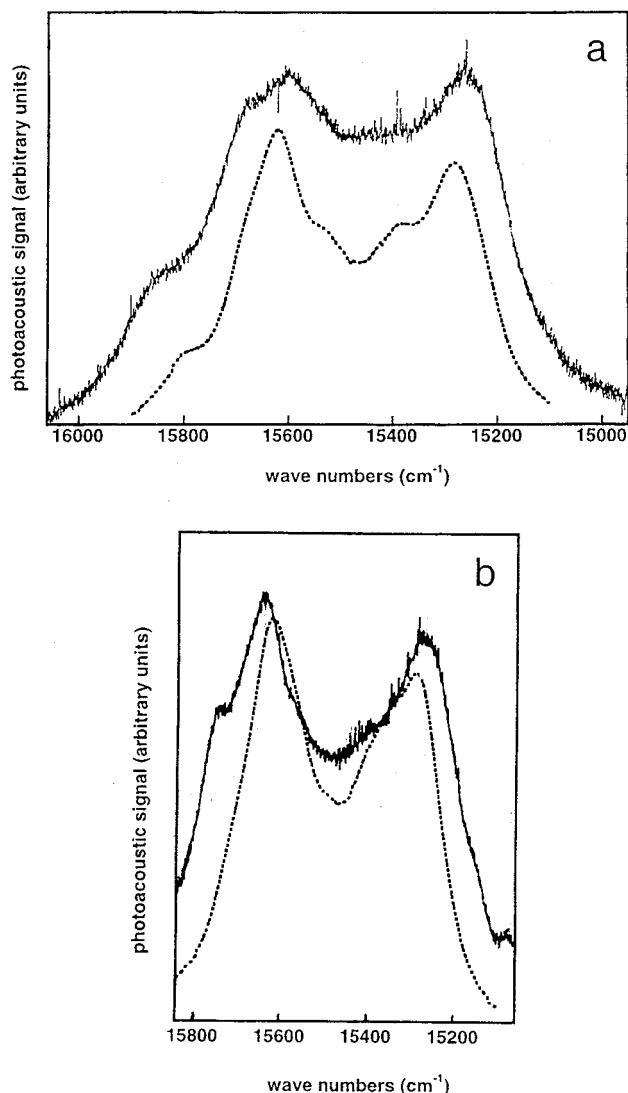 a
photoacoustic signal (arbitrary units)
16000 15800 15600 15400 15200 15000
wave numbers (cm⁻¹)
b
photoacoustic signal (arbitrary units)
15800 15600 15400 15200
wave numbers (cm⁻¹)